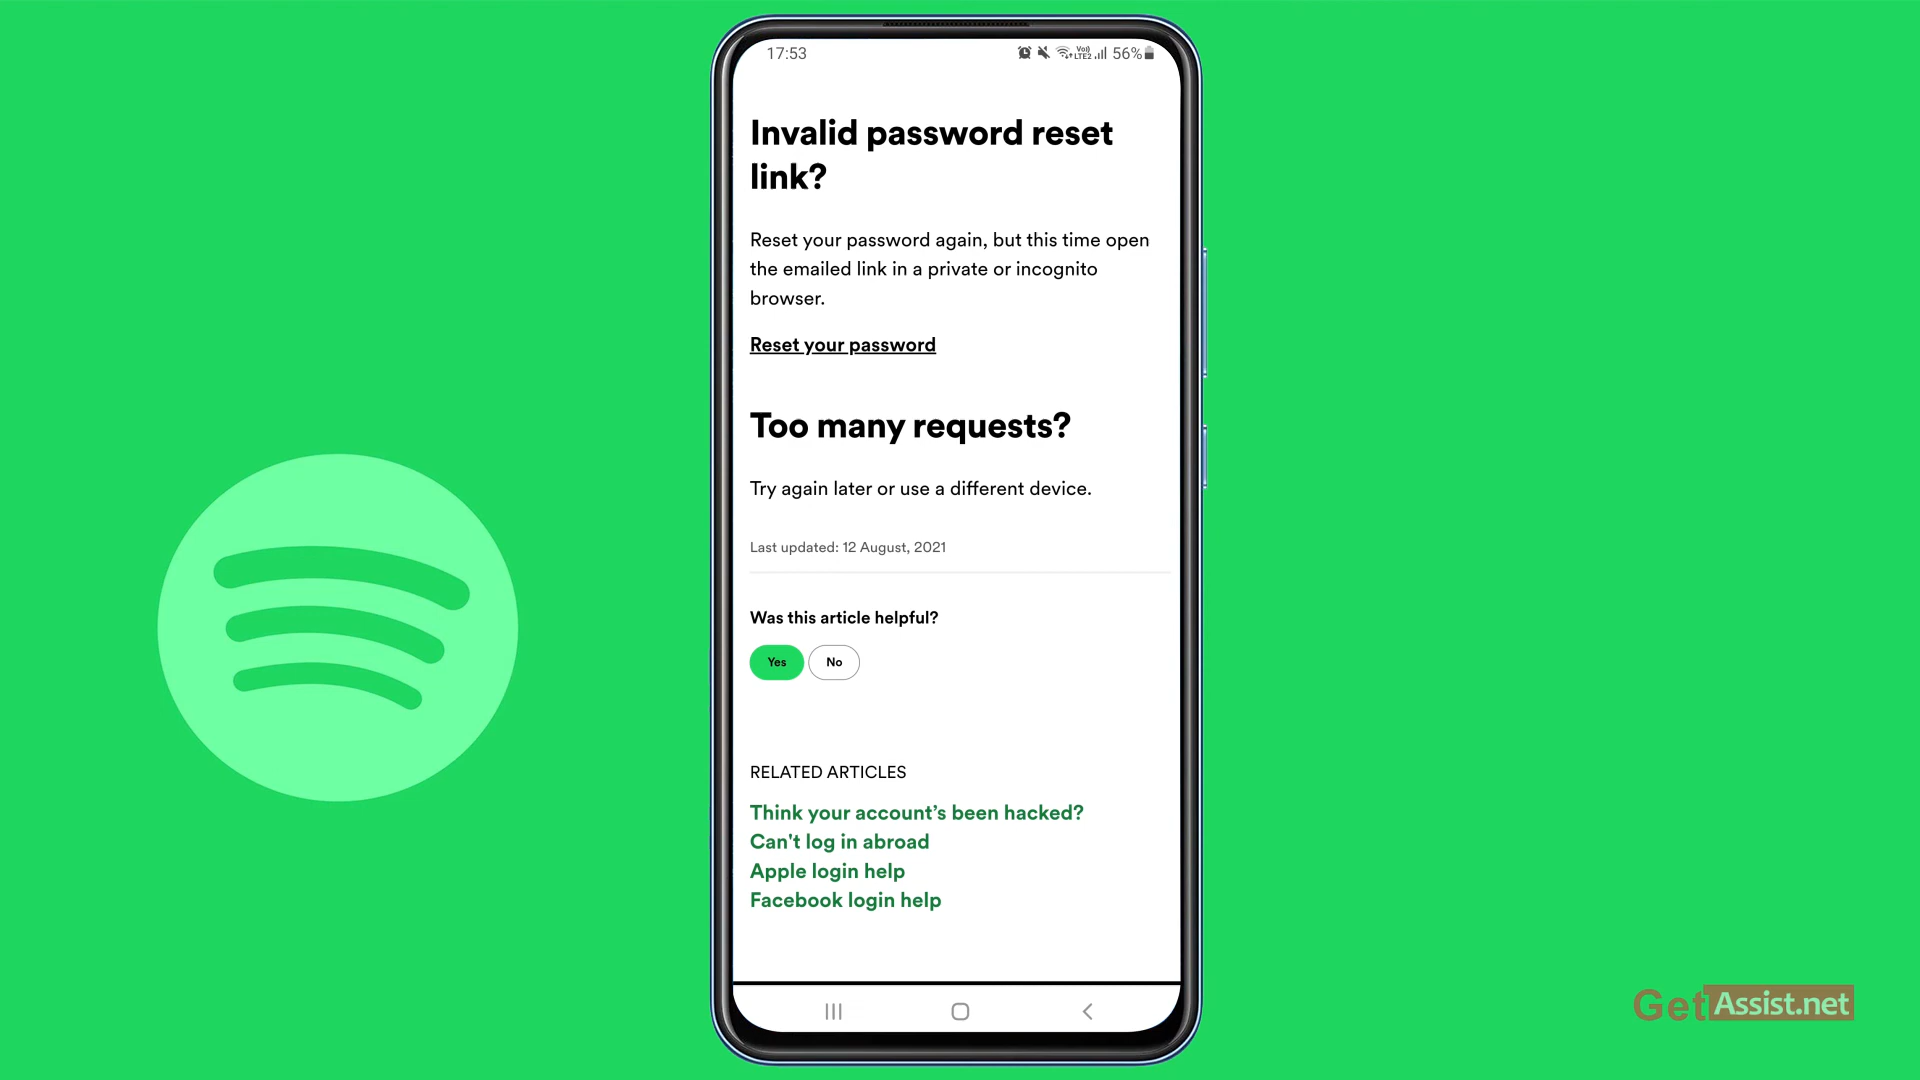 17:53
Vo)) LTE2 56%
Invalid password reset
link?
Reset your password again, but this time open
the emailed link in a private or incognito
browser.
Reset your password
Too many requests?
Try again later or use a different device.
Last updated: 12 August, 2021
Was this article helpful?
Yes No
RELATED ARTICLES
Think your account’s been hacked?
Can't log in abroad
Apple login help
Facebook login help
GetAssist.net